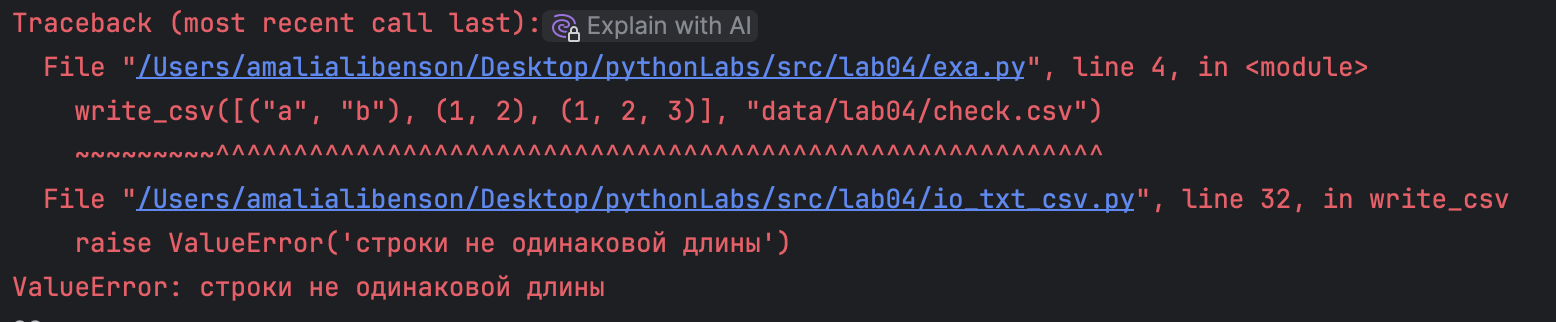 Traceback (most recent call last): Explain with AI
  File "/Users/amalialibenson/Desktop/pythonLabs/src/lab04/exa.py", line 4, in <module>
    write_csv([("a", "b"), (1, 2), (1, 2, 3)], "data/lab04/check.csv")
    ~~~~~~~~~^^^^^^^^^^^^^^^^^^^^^^^^^^^^^^^^^^^^^^^^^^^^^^^^^^^^^^^^^
  File "/Users/amalialibenson/Desktop/pythonLabs/src/lab04/io_txt_csv.py", line 32, in write_csv
    raise ValueError('строки не одинаковой длины')
ValueError: строки не одинаковой длины